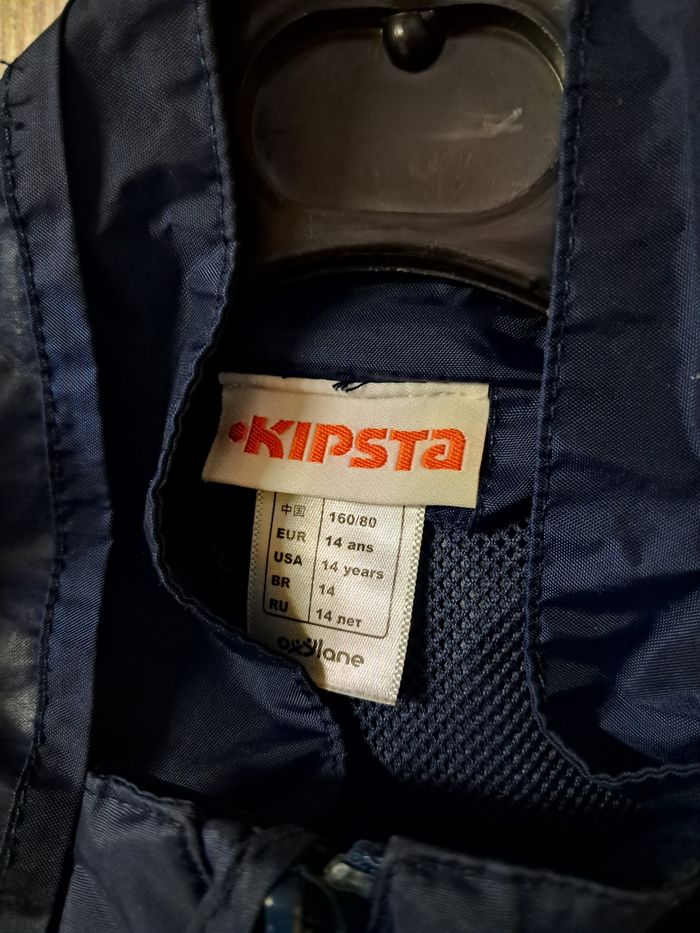 KIPSTA
中国 160/80
EUR 14 ans
USA 14 years
BR 14
RU 14 лет
oxylane